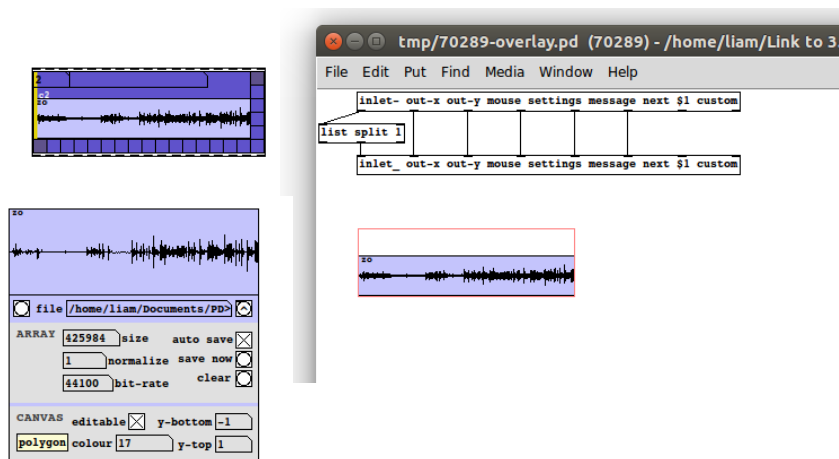 tmp/70289-overlay.pd (70289) - /home/liam/Link to 3.
File Edit Put Find Media Window Help
inlet- out-x out-y mouse settings message next $1 custom
list split 1
inlet_ out-x out-y mouse settings message next $1 custom
zo
2
c2
zo
zo
file /home/liam/Documents/PD>
ARRAY 425984 size auto save
1 normalize save now
44100 bit-rate clear
CANVAS editable y-bottom -1
polygon colour 17 y-top 1